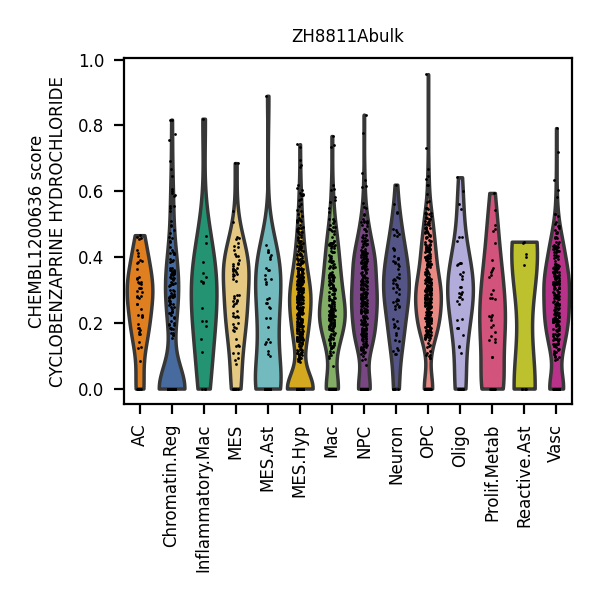 ZH8811Abulk
CHEMBL1200636 score
CYCLOBENZAPRINE HYDROCHLORIDE
1.0
0.8
0.6
0.4
0.2
0.0
AC
Chromatin.Reg
Inflammatory.Mac
MES
MES.Ast
MES.Hyp
Mac
NPC
Neuron
OPC
Oligo
Prolif.Metab
Reactive.Ast
Vasc